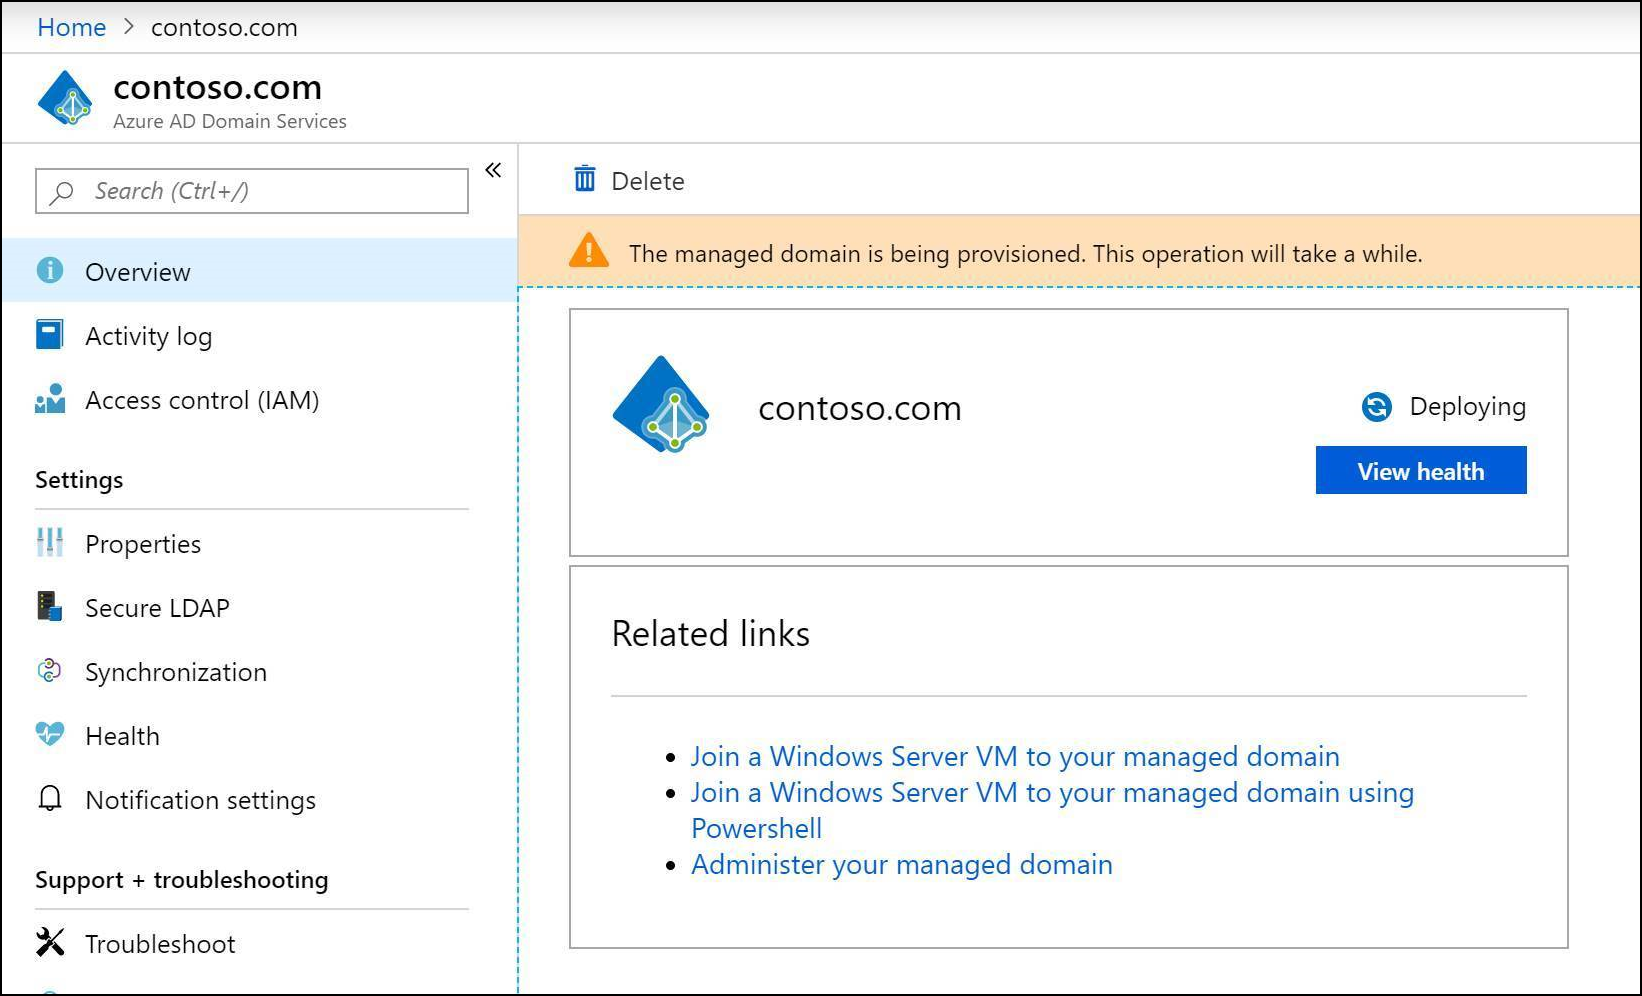 Home > contoso.com
contoso.com
Azure AD Domain Services
Search (Ctrl+/)
«
Overview
Activity log
Access control (IAM)
Settings
Properties
Secure LDAP
Synchronization
Health
Notification settings
Support + troubleshooting
Troubleshoot
Delete
The managed domain is being provisioned. This operation will take a while.
contoso.com
Deploying
View health
Related links
Join a Windows Server VM to your managed domain
Join a Windows Server VM to your managed domain using
Powershell
Administer your managed domain